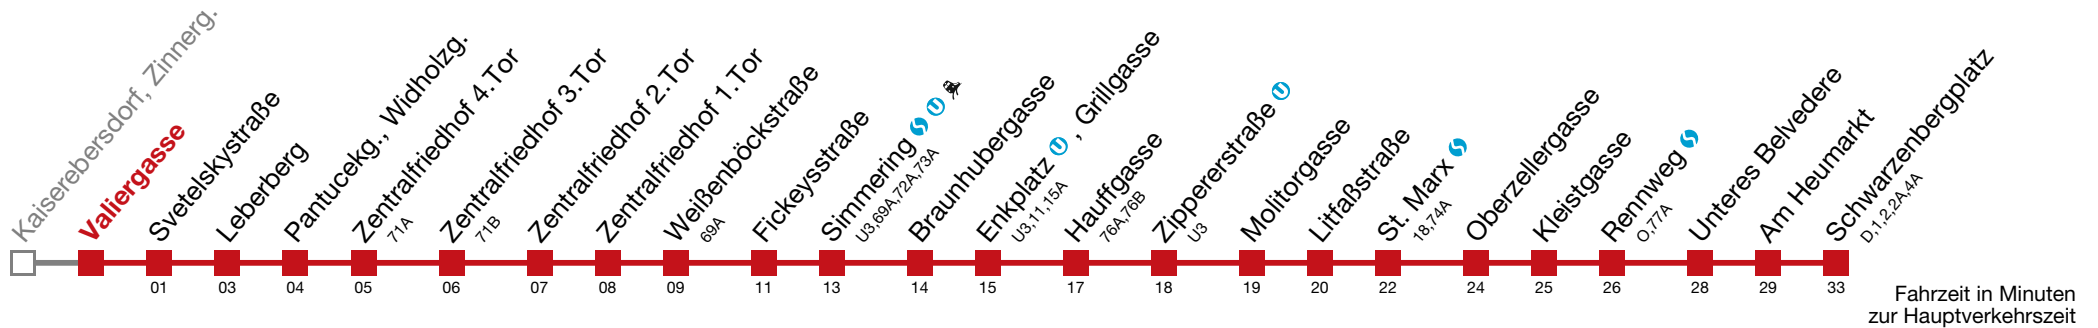 Kaiserebersdorf, Zinnerg.
Valiergasse
Svetelskystraße
01
Leberberg
03
Pantucekg., Widholzg.
04
Zentralfriedhof 4.Tor
71A
05
Zentralfriedhof 3.Tor
71B
06
Zentralfriedhof 2.Tor
07
Zentralfriedhof 1.Tor
08
Weißenböckstraße
69A
09
Fickeysstraße
11
Simmering S U
U3,69A,72A,73A
13
Braunhubergasse
14
Enkplatz U , Grillgasse
U3,11,15A
15
Hauffgasse
76A,76B
17
Zippererstraße U
U3
18
Molitorgasse
19
Litfaßstraße
20
St. Marx S
18,74A
22
Oberzellergasse
24
Kleistgasse
25
Rennweg S
O,77A
26
Unteres Belvedere
28
Am Heumarkt
29
Schwarzenbergplatz
D,1,2,2A,4A
33
Fahrzeit in Minuten
zur Hauptverkehrszeit